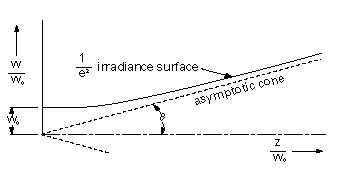 w
w₀
1
e²
irradiance surface
asymptotic cone
w₀
θ
z
w₀